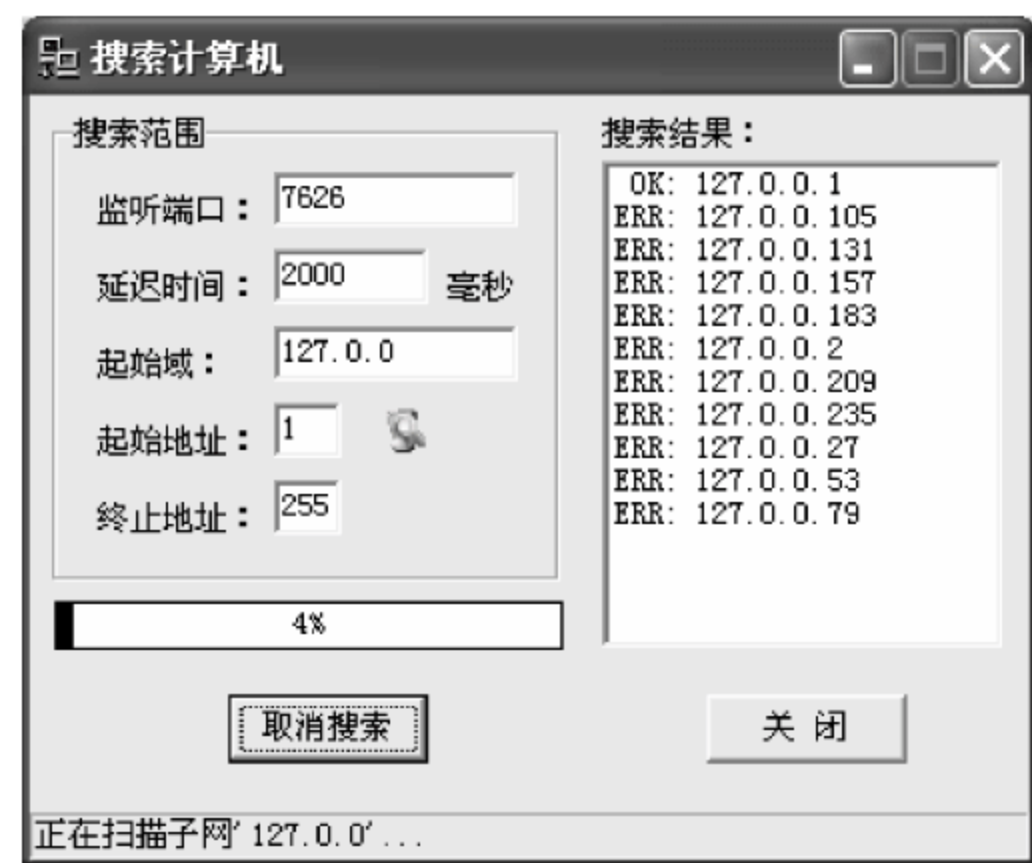 搜索计算机
搜索范围
监听端口： 7626
延迟时间： 2000 毫秒
起始域： 127.0.0
起始地址： 1
终止地址： 255
4%
取消搜索
搜索结果：
OK: 127.0.0.1
ERR: 127.0.0.105
ERR: 127.0.0.131
ERR: 127.0.0.157
ERR: 127.0.0.183
ERR: 127.0.0.2
ERR: 127.0.0.209
ERR: 127.0.0.235
ERR: 127.0.0.27
ERR: 127.0.0.53
ERR: 127.0.0.79
关 闭
正在扫描子网'127.0.0'...